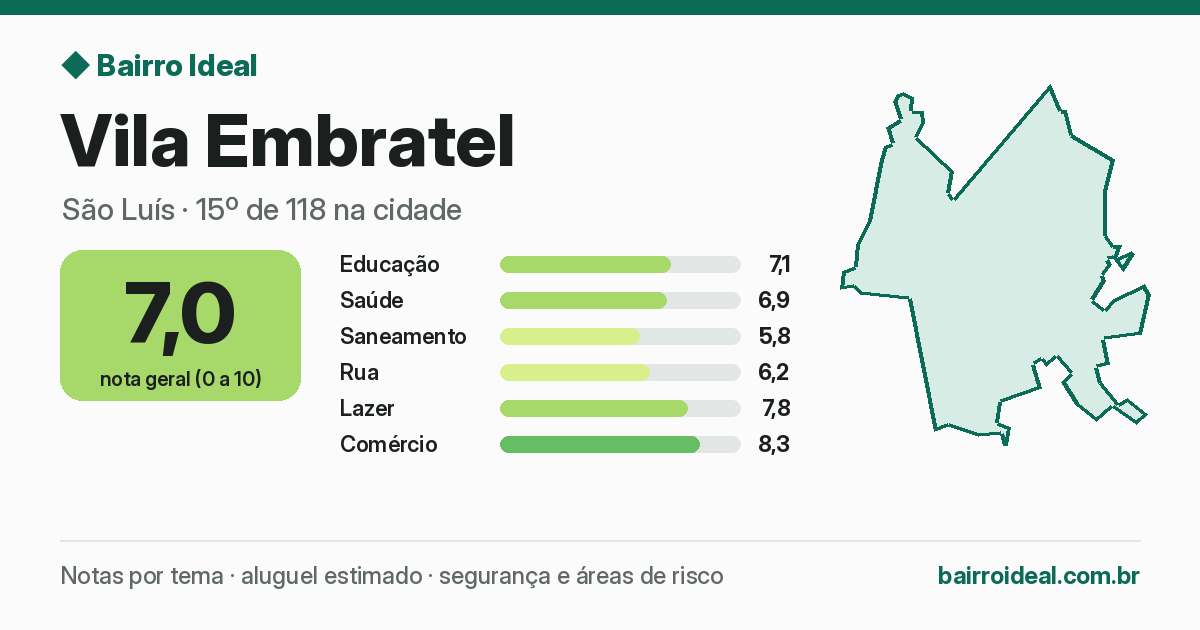 Bairro Ideal
Vila Embratel
São Luís · 15º de 118 na cidade
7,0
nota geral (0 a 10)
Educação 7,1
Saúde 6,9
Saneamento 5,8
Rua 6,2
Lazer 7,8
Comércio 8,3
Notas por tema · aluguel estimado · segurança e áreas de risco
bairroideal.com.br